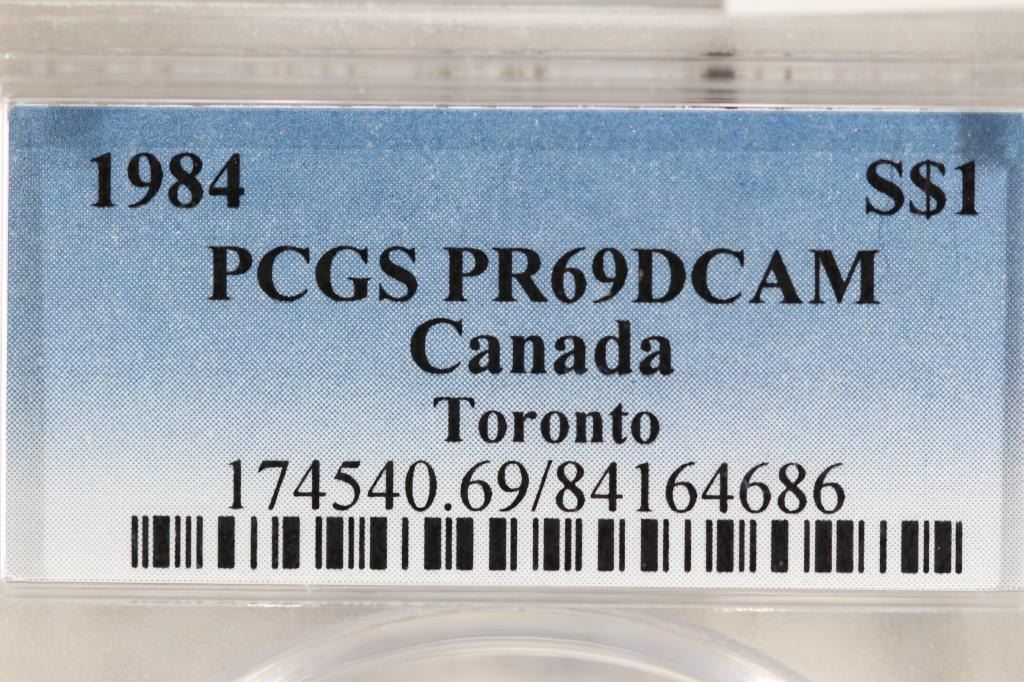 1984 S$1
PCGS PR69DCAM
Canada
Toronto
174540.69/84164686